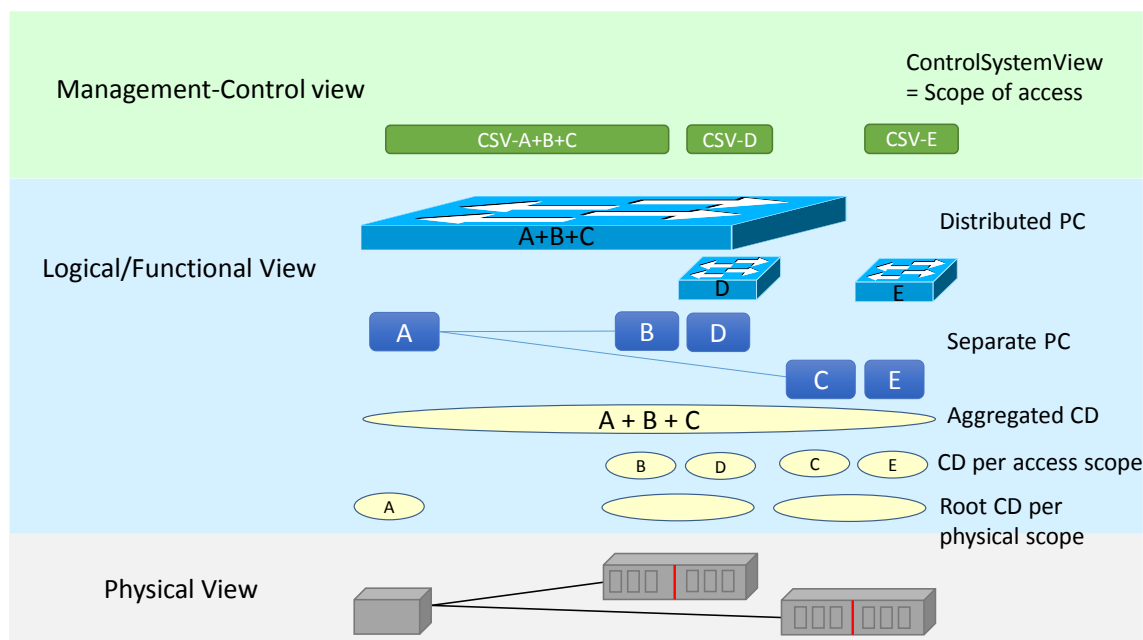 Management-Control view
ControlSystemView
= Scope of access
CSV-A+B+C
CSV-D
CSV-E
Logical/Functional View
A+B+C
Distributed PC
D
E
A
B
D
Separate PC
C
E
A + B + C
Aggregated CD
B
D
C
E
CD per access scope
A
Root CD per
physical scope
Physical View